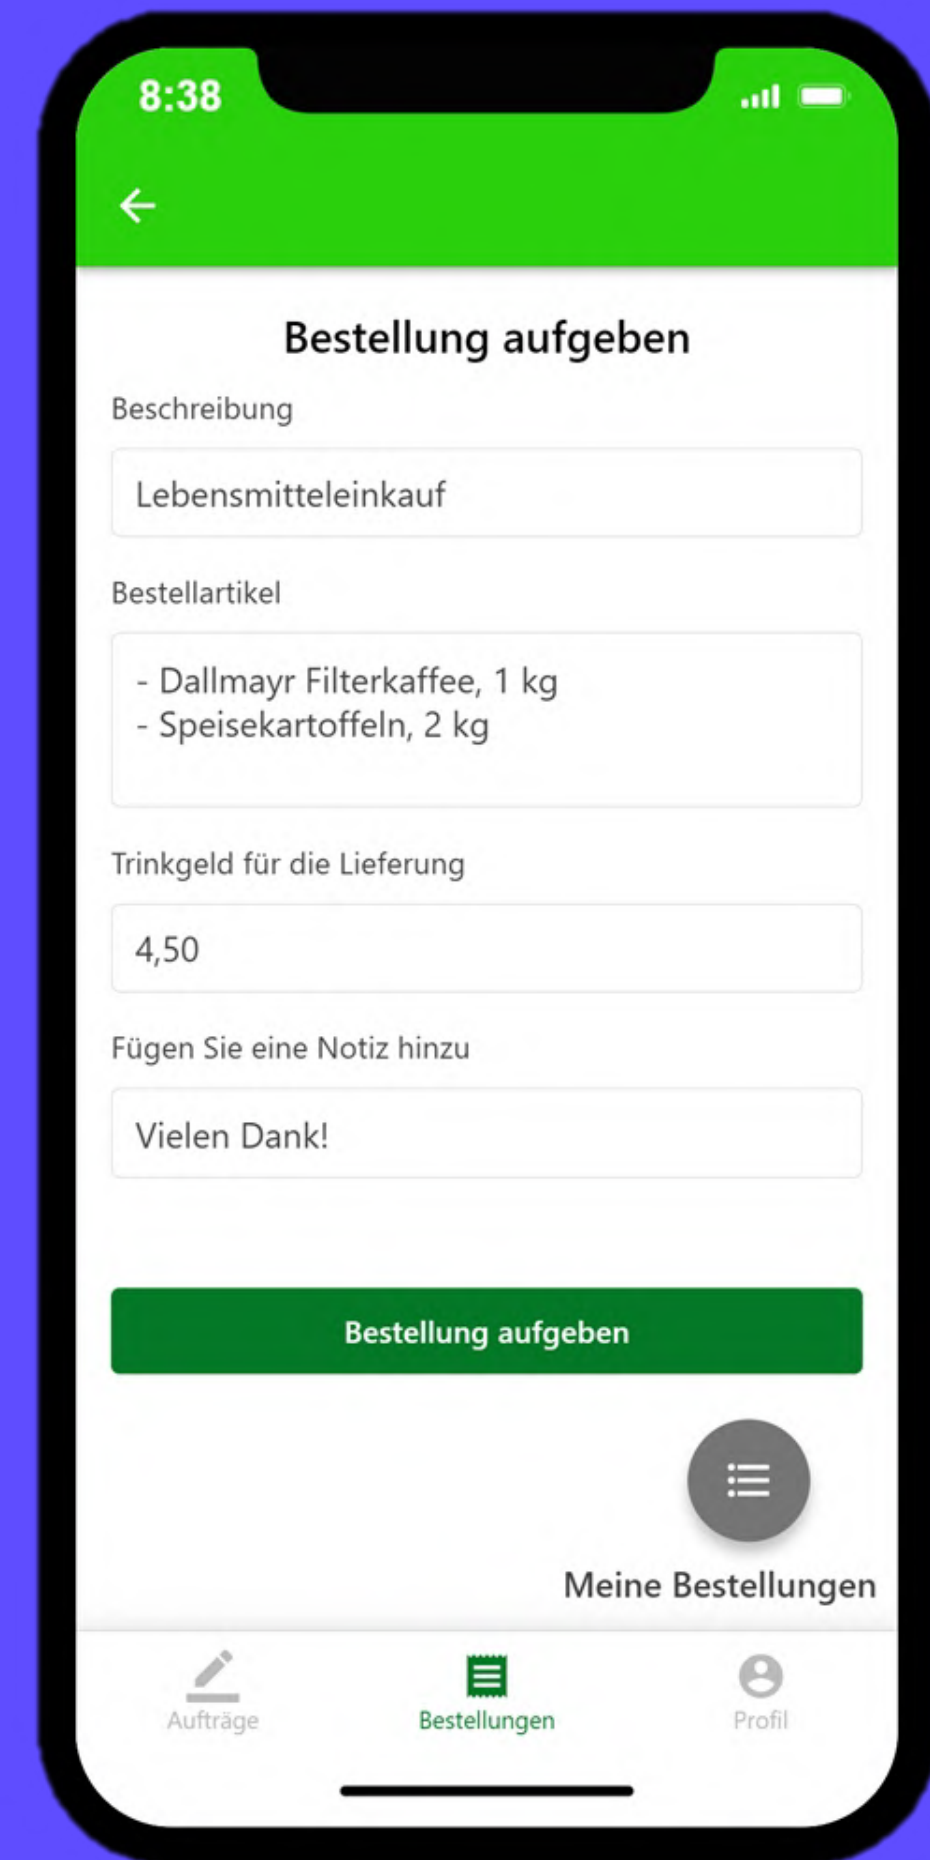 8:38
Bestellung aufgeben
Beschreibung
Lebensmitteleinkauf
Bestellartikel
- Dallmayr Filterkaffee, 1 kg
- Speisekartoffeln, 2 kg
Trinkgeld für die Lieferung
4,50
Fügen Sie eine Notiz hinzu
Vielen Dank!
Bestellung aufgeben
Meine Bestellungen
Aufträge
Bestellungen
Profil